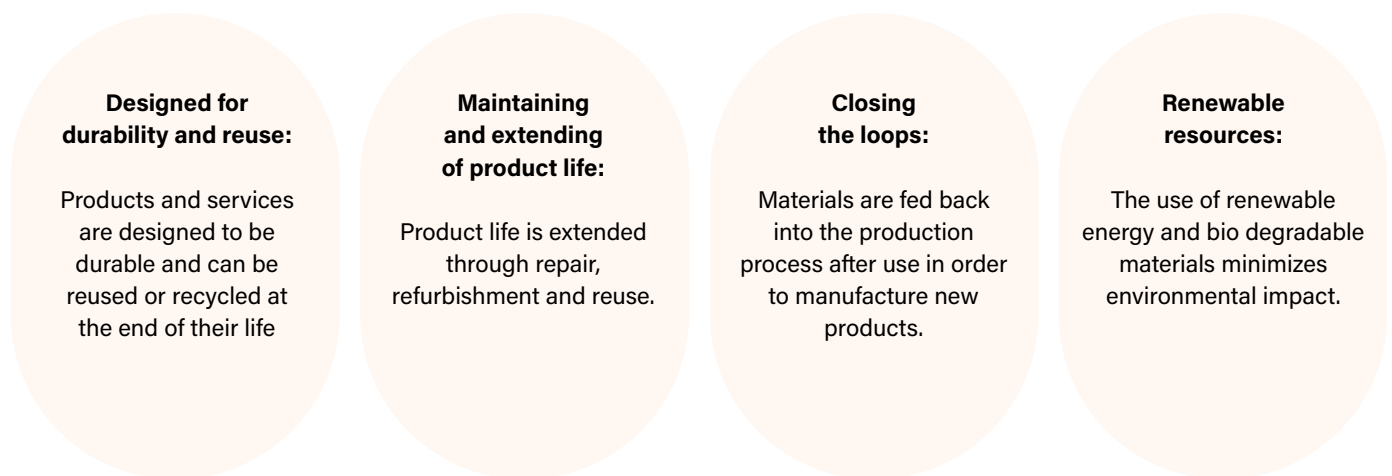 Designed for
durability and reuse:
Products and services
are designed to be
durable and can be
reused or recycled at
the end of their life
Maintaining
and extending
of product life:
Product life is extended
through repair,
refurbishment and reuse.
Closing
the loops:
Materials are fed back
into the production
process after use in order
to manufacture new
products.
Renewable
resources:
The use of renewable
energy and bio degradable
materials minimizes
environmental impact.